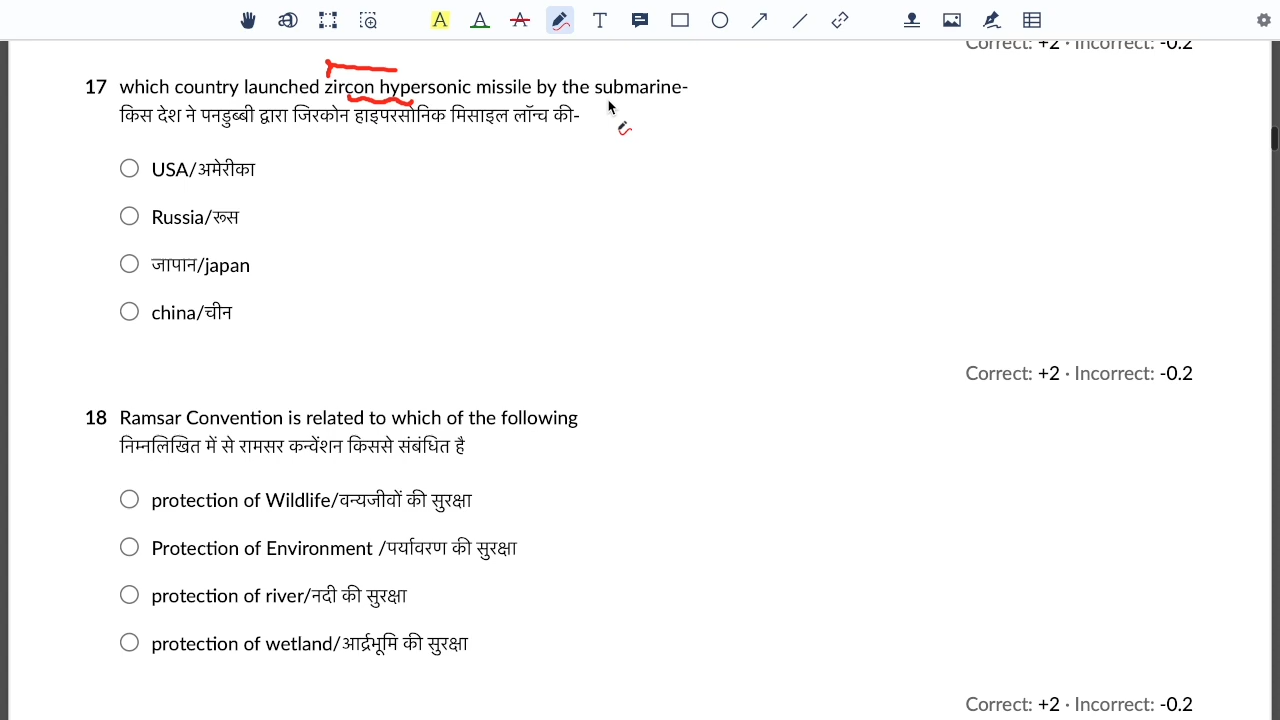 Correct: +2 · Incorrect: -0.2
17 which country launched zircon hypersonic missile by the submarine-
किस देश ने पनडुब्बी द्वारा जिरकोन हाइपरसोनिक मिसाइल लॉन्च की-
USA/अमेरीका
Russia/रूस
जापान/japan
china/चीन
Correct: +2 · Incorrect: -0.2
18 Ramsar Convention is related to which of the following
निम्नलिखित में से रामसर कन्वेंशन किससे संबंधित है
protection of Wildlife/वन्यजीवों की सुरक्षा
Protection of Environment /पर्यावरण की सुरक्षा
protection of river/नदी की सुरक्षा
protection of wetland/आर्द्रभूमि की सुरक्षा
Correct: +2 · Incorrect: -0.2